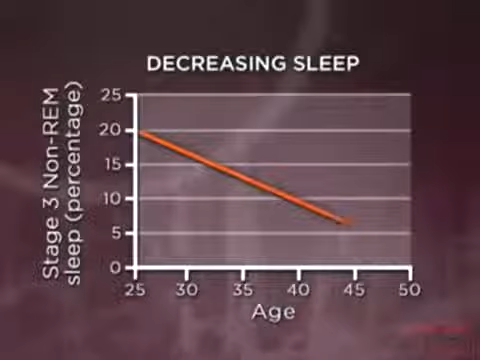 DECREASING SLEEP
Stage 3 Non-REM
sleep (percentage)
25
20
15
10
5
0
25 30 35 40 45 50
Age